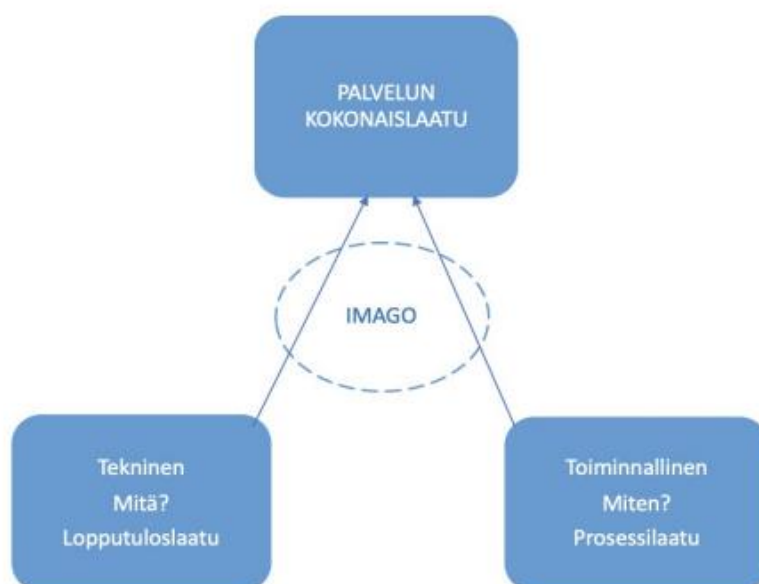 PALVELUN
KOKONAISLAATU
IMAGO
Tekninen
Mitä?
Lopputuloslaatu
Toiminnallinen
Miten?
Prosessilaatu